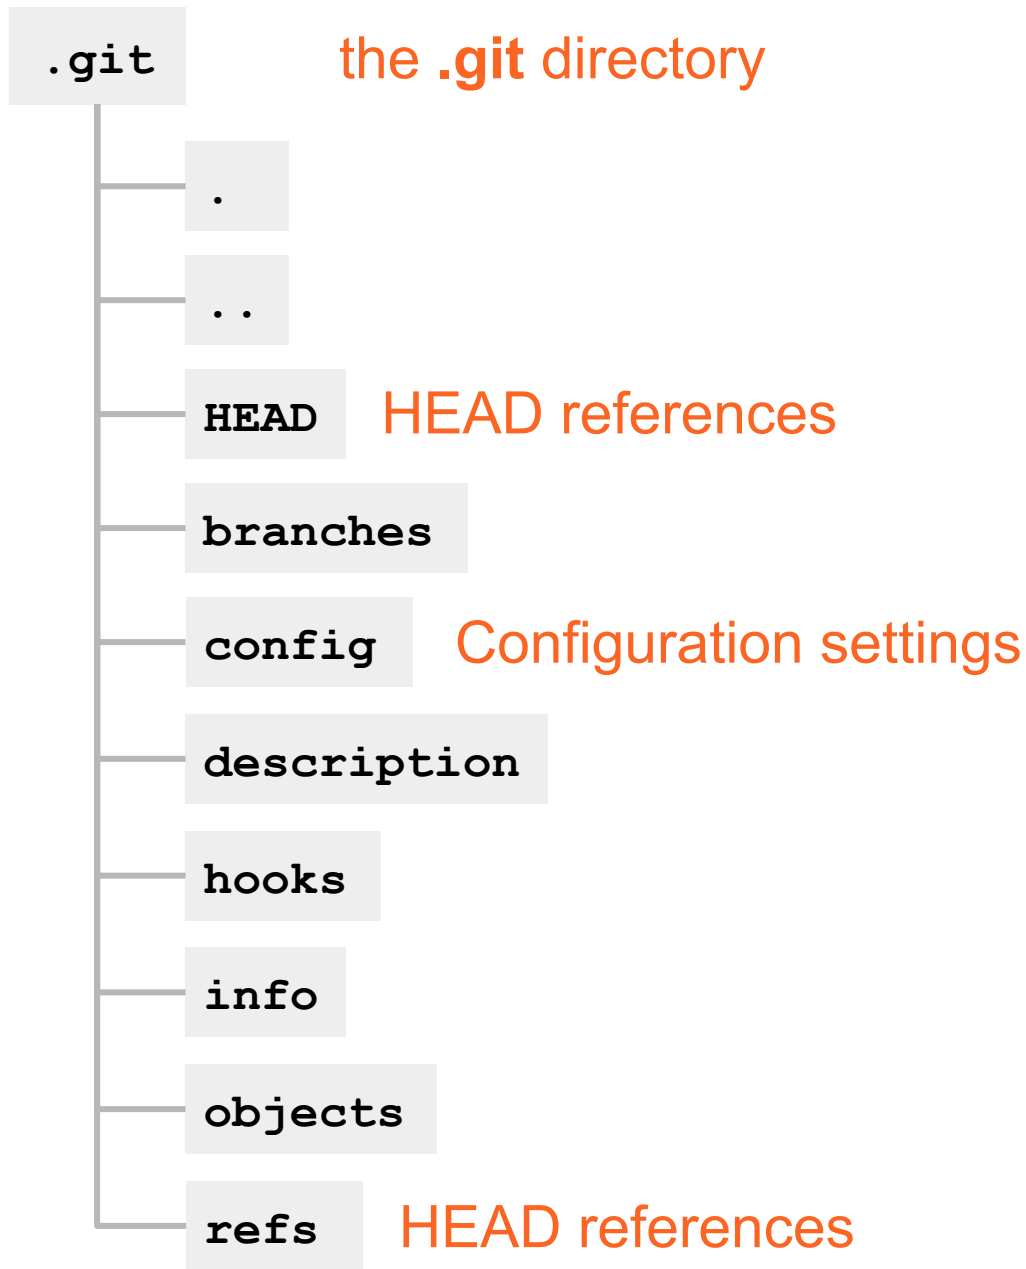 .git the .git directory
.
..
HEAD HEAD references
branches
config Configuration settings
description
hooks
info
objects
refs HEAD references